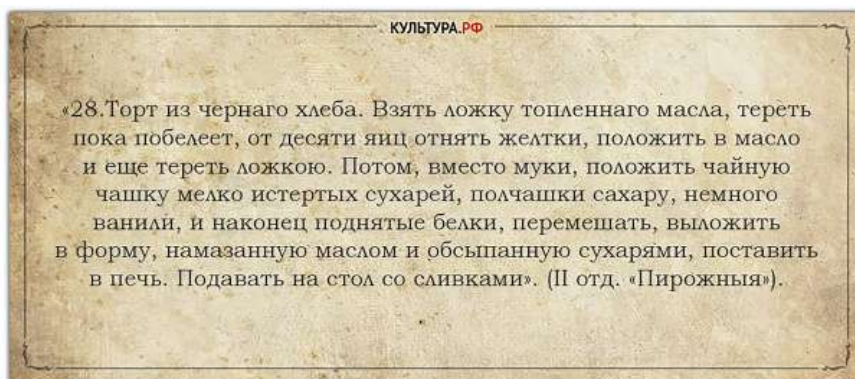 КУЛЬТУРА.РФ
«28.Торт из чернаго хлеба. Взять ложку топленнаго масла, тереть
пока побелеет, от десяти яиц отнять желтки, положить в масло
и еще тереть ложкою. Потом, вместо муки, положить чайную
чашку мелко истертых сухарей, полчашки сахару, немного
ванили, и наконец поднятые белки, перемешать, выложить
в форму, намазанную маслом и обсыпанную сухарями, поставить
в печь. Подавать на стол со сливками». (II отд. «Пирожныя»).